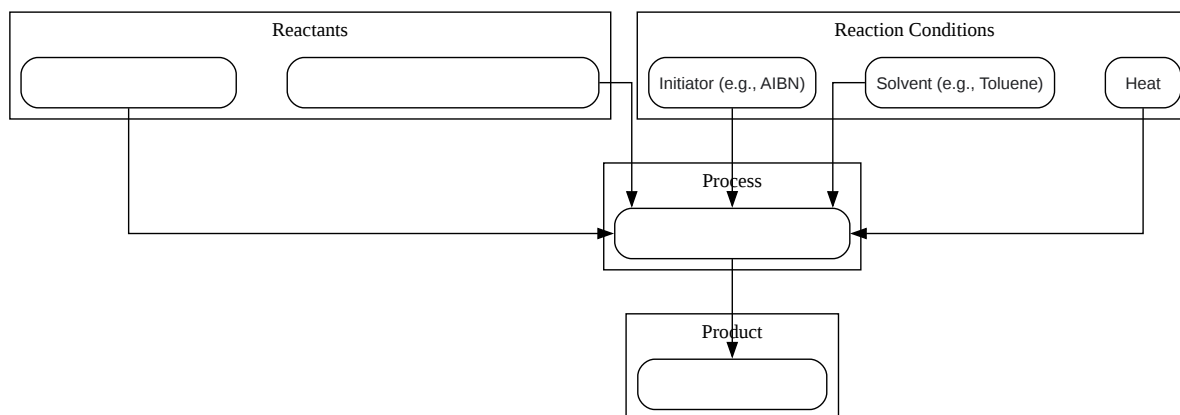 Reactants
Reaction Conditions
Initiator (e.g., AIBN)
Solvent (e.g., Toluene)
Heat
Process
Product